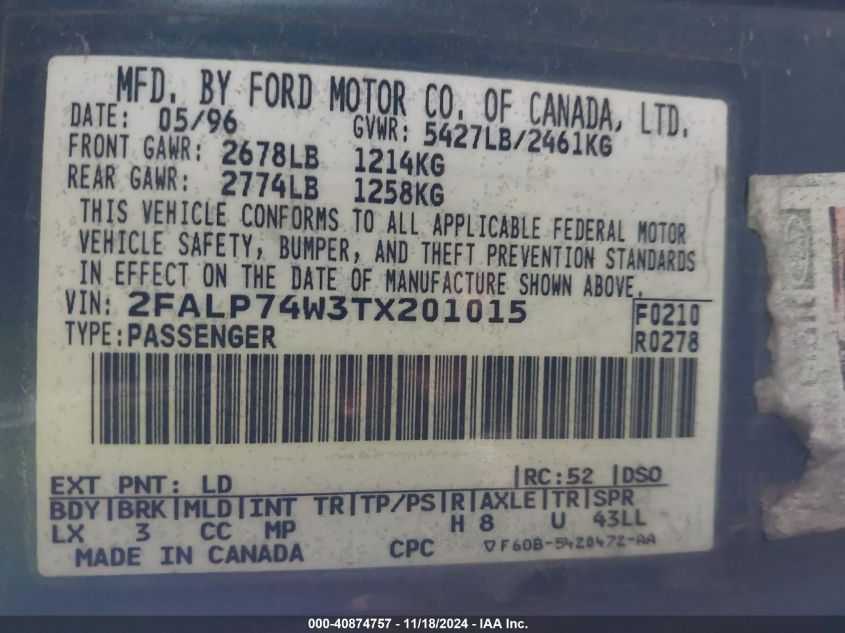 MFD. BY FORD MOTOR CO. OF CANADA, LTD.
DATE: 05/96 GVWR: 5427LB/2461KG
FRONT GAWR: 2678LB 1214KG
REAR GAWR: 2774LB 1258KG
THIS VEHICLE CONFORMS TO ALL APPLICABLE FEDERAL MOTOR
VEHICLE SAFETY, BUMPER, AND THEFT PREVENTION STANDARDS
IN EFFECT ON THE DATE OF MANUFACTURE SHOWN ABOVE.
VIN: 2FALP74W3TX201015 F0210
TYPE: PASSENGER R0278
EXT PNT: LD |RC:52 |DSO
BDY|BRK|MLD|INT TR|TP/PS|R|AXLE|TR|SPR
LX 3 CC MP H 8 U 43LL
MADE IN CANADA CPC ▽F60B-5420472-AA
000-40874757 - 11/18/2024 - IAA Inc.